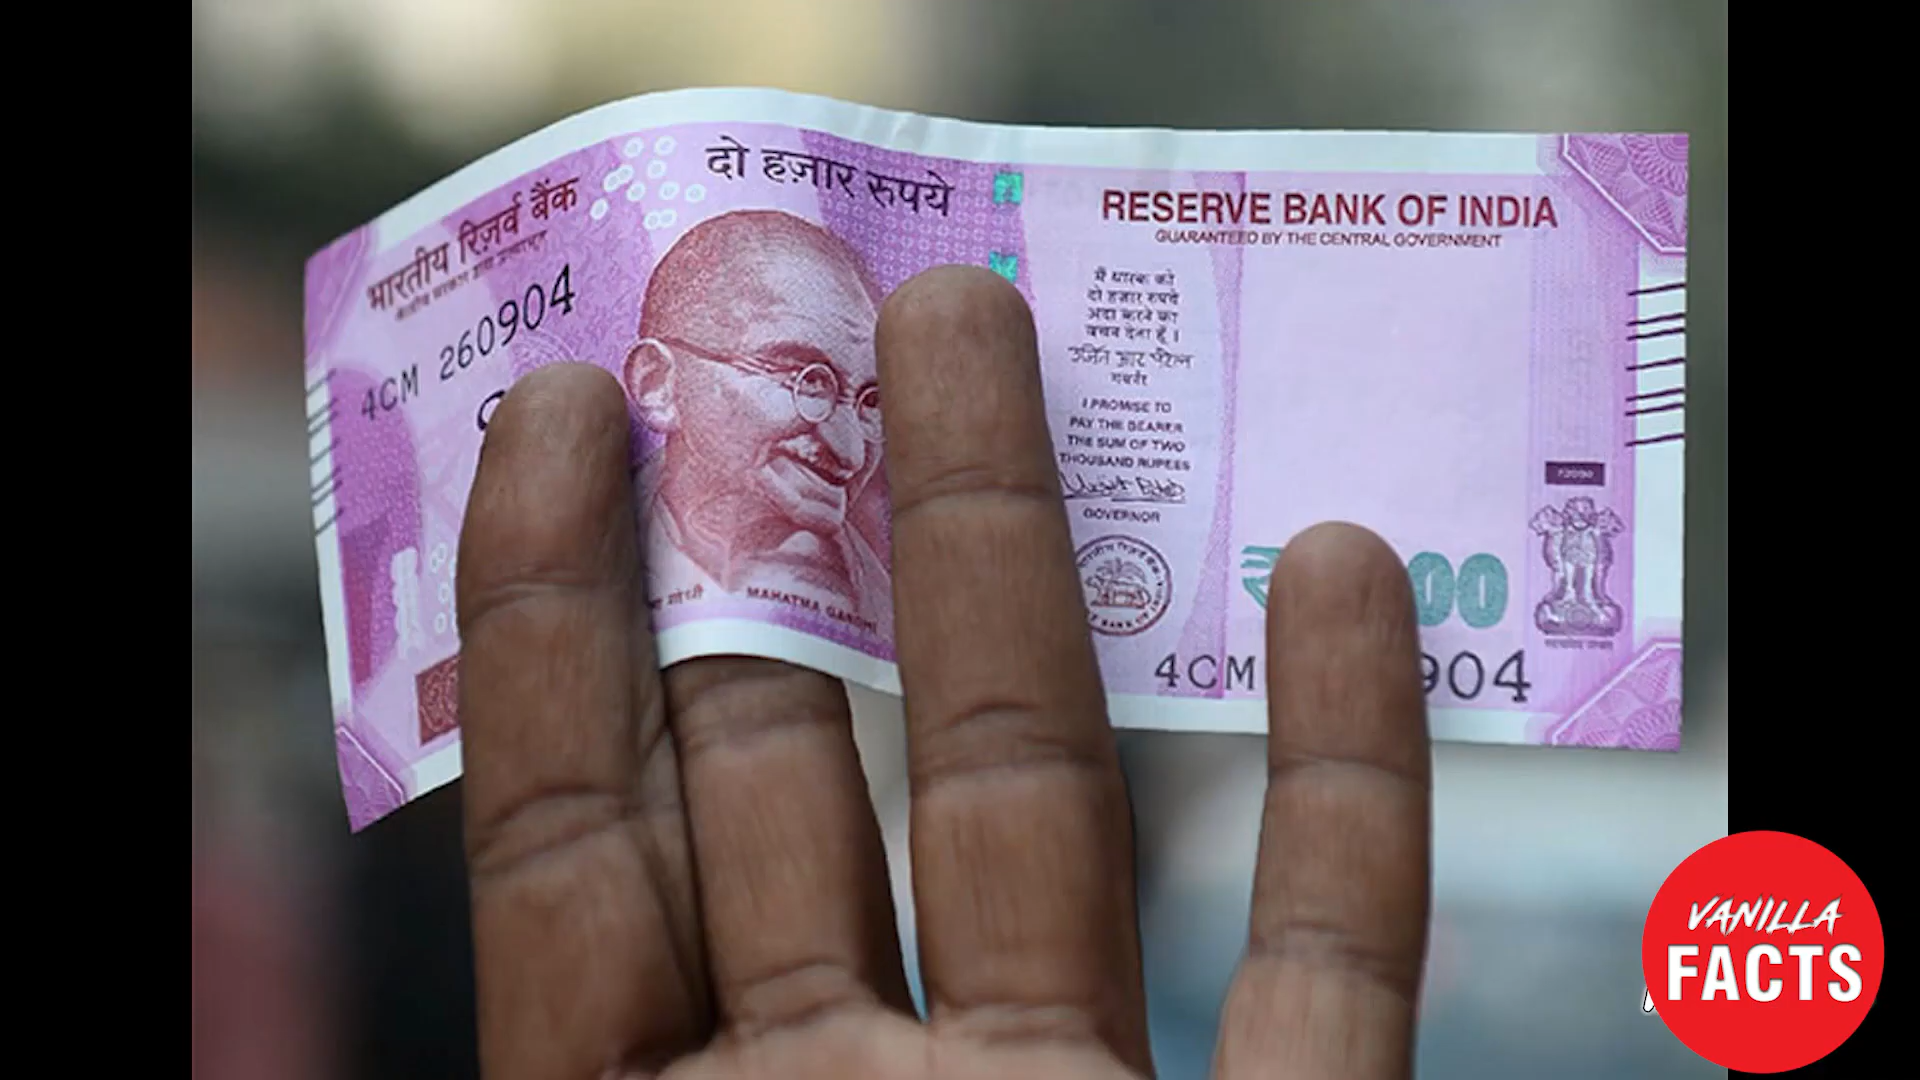 दो हज़ार रुपये
भारतीय रिज़र्व बैंक
4CM 260904
RESERVE BANK OF INDIA
GUARANTEED BY THE CENTRAL GOVERNMENT
मैं धारक को
दो हज़ार रुपये
अदा करने का
वचन देता हूँ ।
गवर्नर
I PROMISE TO
PAY THE BEARER
THE SUM OF TWO
THOUSAND RUPEES
GOVERNOR
MAHATMA GANDHI
00
4CM 904
VANILLA
FACTS